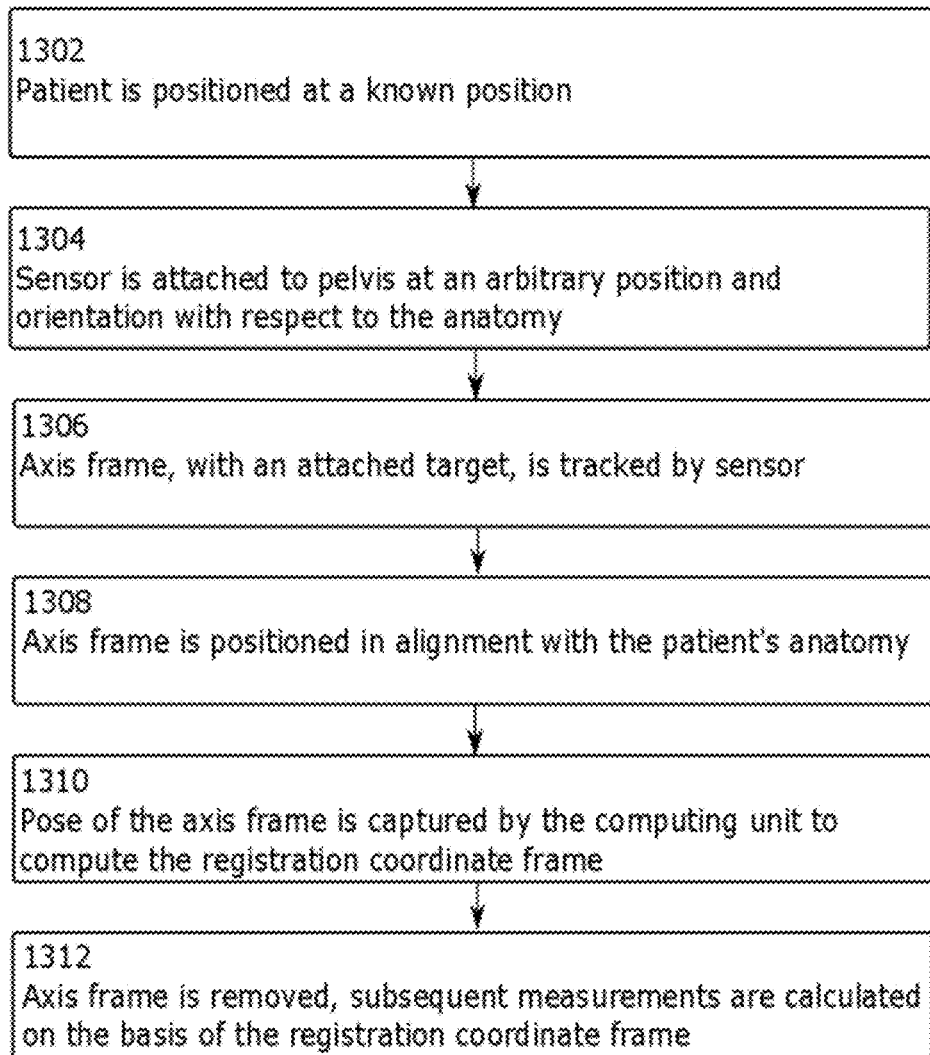 1302
Patient is positioned at a known position
1304
Sensor is attached to pelvis at an arbitrary position and
orientation with respect to the anatomy
1306
Axis frame, with an attached target, is tracked by sensor
1308
Axis frame is positioned in alignment with the patient's anatomy
1310
Pose of the axis frame is captured by the computing unit to
compute the registration coordinate frame
1312
Axis frame is removed, subsequent measurements are calculated
on the basis of the registration coordinate frame